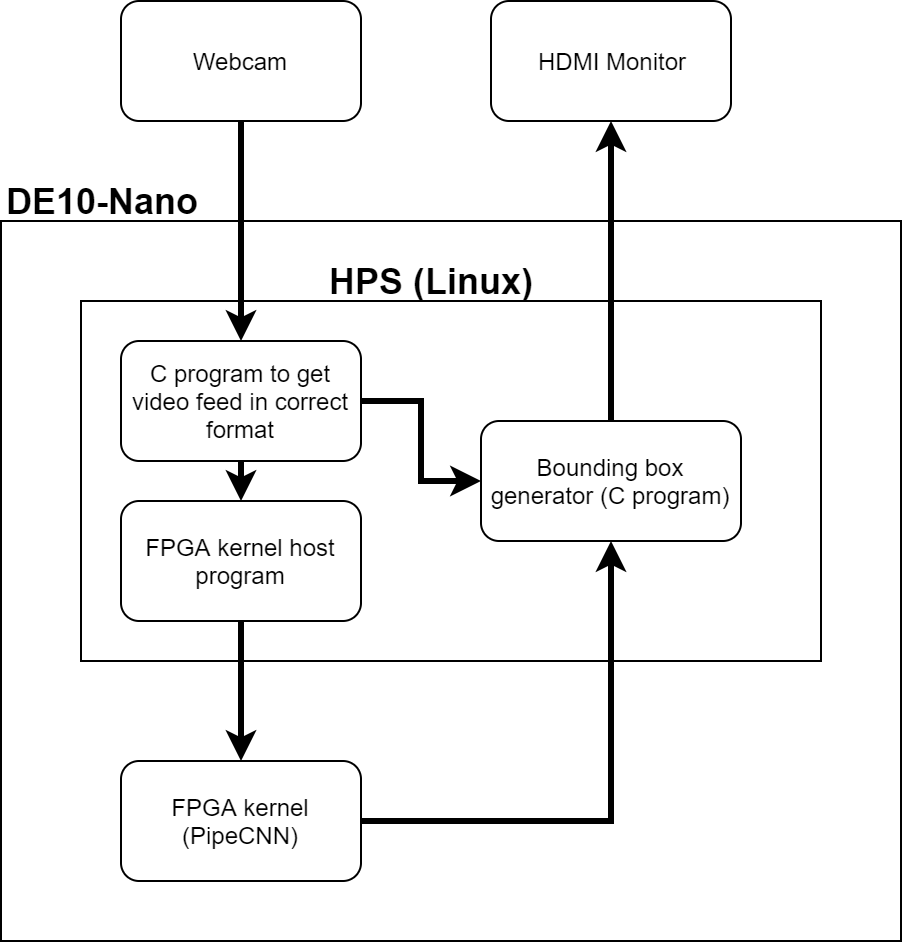 Webcam
HDMI Monitor
DE10-Nano
HPS (Linux)
C program to get
video feed in correct
format
Bounding box
generator (C program)
FPGA kernel host
program
FPGA kernel
(PipeCNN)